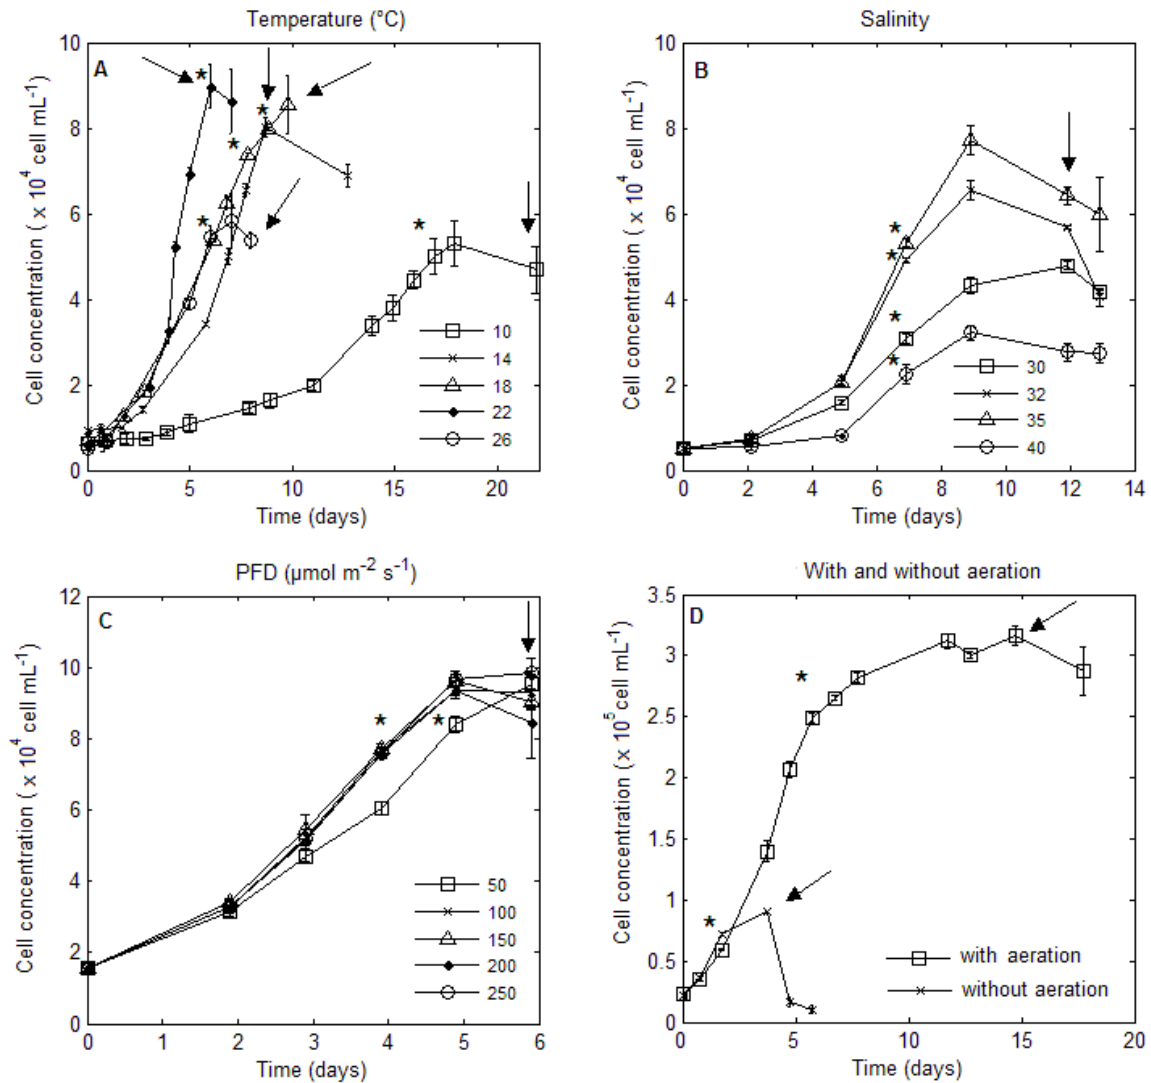 Temperature (°C)
A
Cell concentration ( x 10⁴ cell mL⁻¹)
10
8
6
4
2
0
* * * * *
10
14
18
22
26
0 5 10 15 20
Time (days)
Salinity
B
Cell concentration ( x 10⁴ cell mL⁻¹)
10
8
6
4
2
0
* * * *
30
32
35
40
0 2 4 6 8 10 12 14
Time (days)
PFD (µmol m⁻² s⁻¹)
C
Cell concentration ( x 10⁴ cell mL⁻¹)
12
10
8
6
4
2
0
* *
50
100
150
200
250
0 1 2 3 4 5 6
Time (days)
With and without aeration
D
Cell concentration ( x 10⁵ cell mL⁻¹)
3.5
3
2.5
2
1.5
1
0.5
0
* *
with aeration
without aeration
0 5 10 15 20
Time (days)